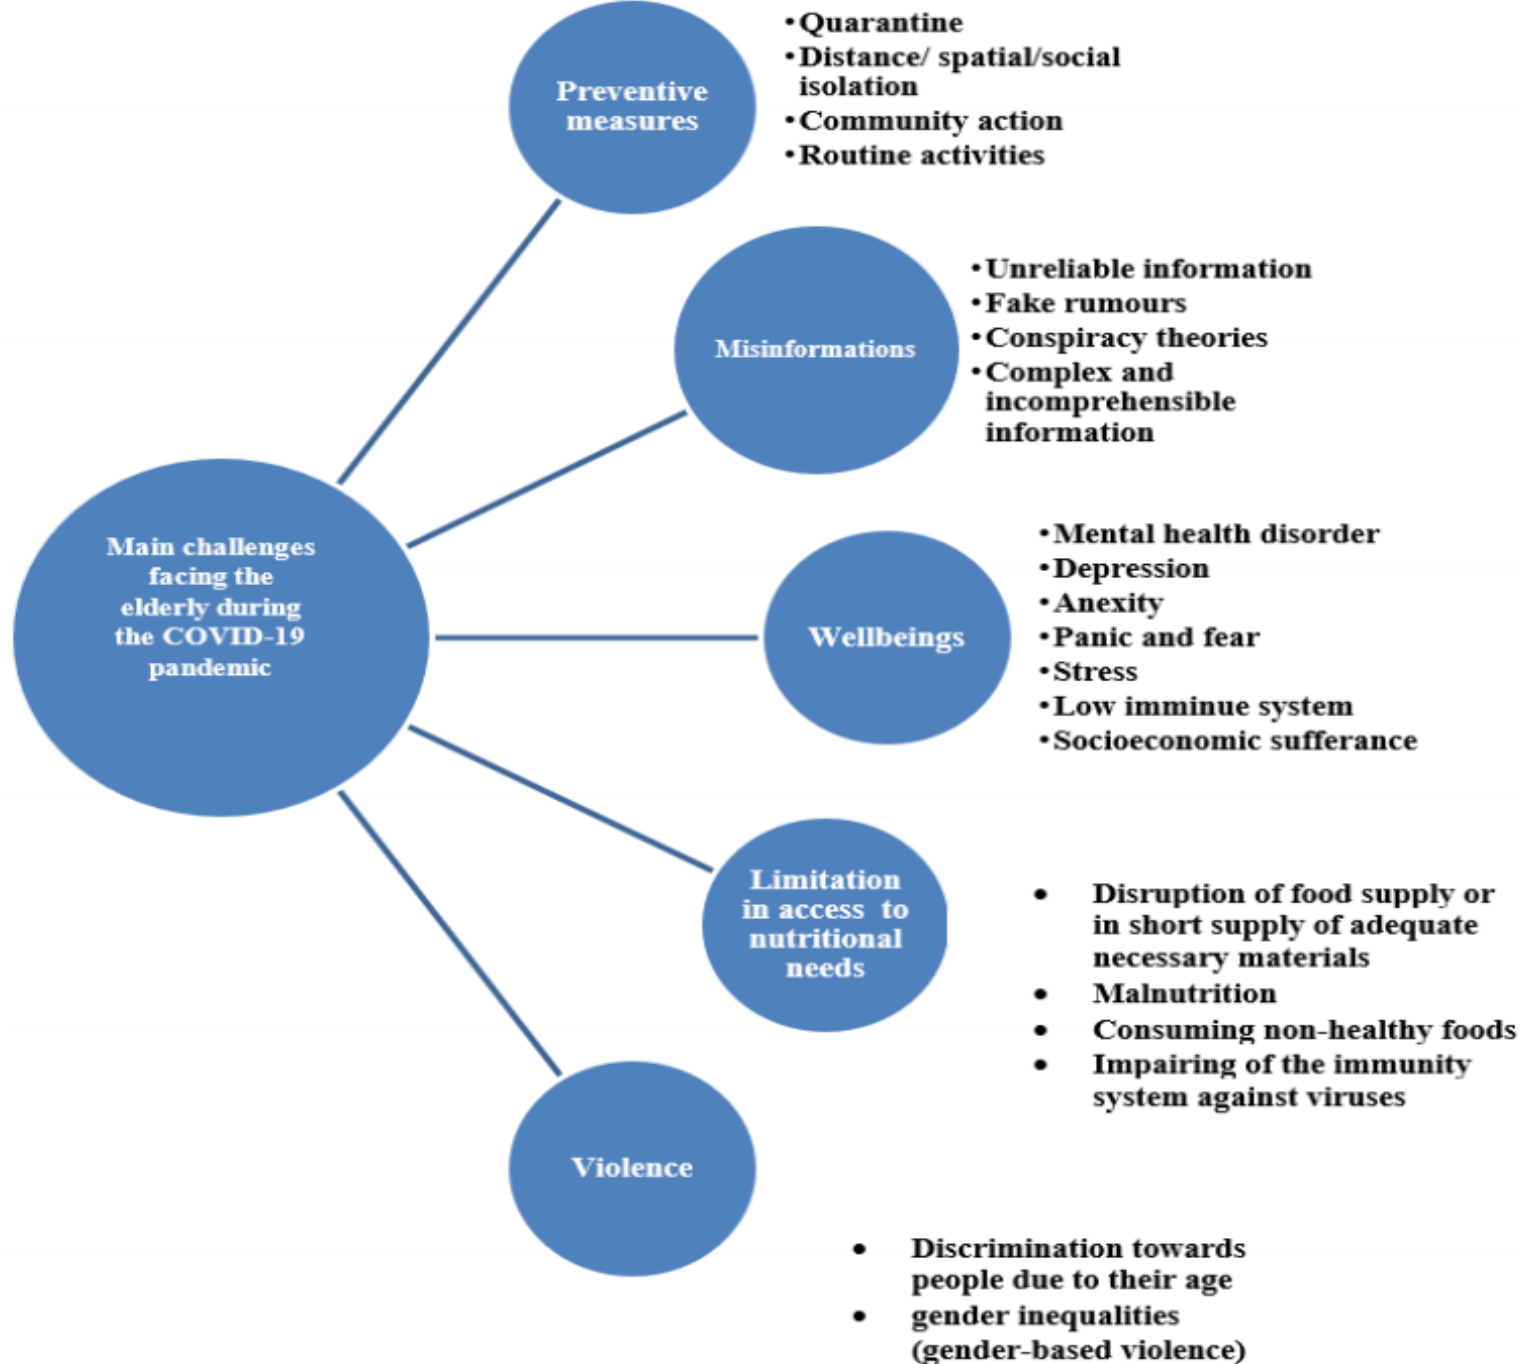 Preventive
measures
•Quarantine
•Distance/ spatial/social
isolation
•Community action
•Routine activities
Misinformations
•Unreliable information
•Fake rumours
•Conspiracy theories
•Complex and
incomprehensible
information
Main challenges
facing the
elderly during
the COVID-19
pandemic
Wellbeings
•Mental health disorder
•Depression
•Anexity
•Panic and fear
•Stress
•Low imminue system
•Socioeconomic sufferance
Limitation
in access to
nutritional
needs
• Disruption of food supply or
in short supply of adequate
necessary materials
• Malnutrition
• Consuming non-healthy foods
• Impairing of the immunity
system against viruses
Violence
• Discrimination towards
people due to their age
• gender inequalities
(gender-based violence)